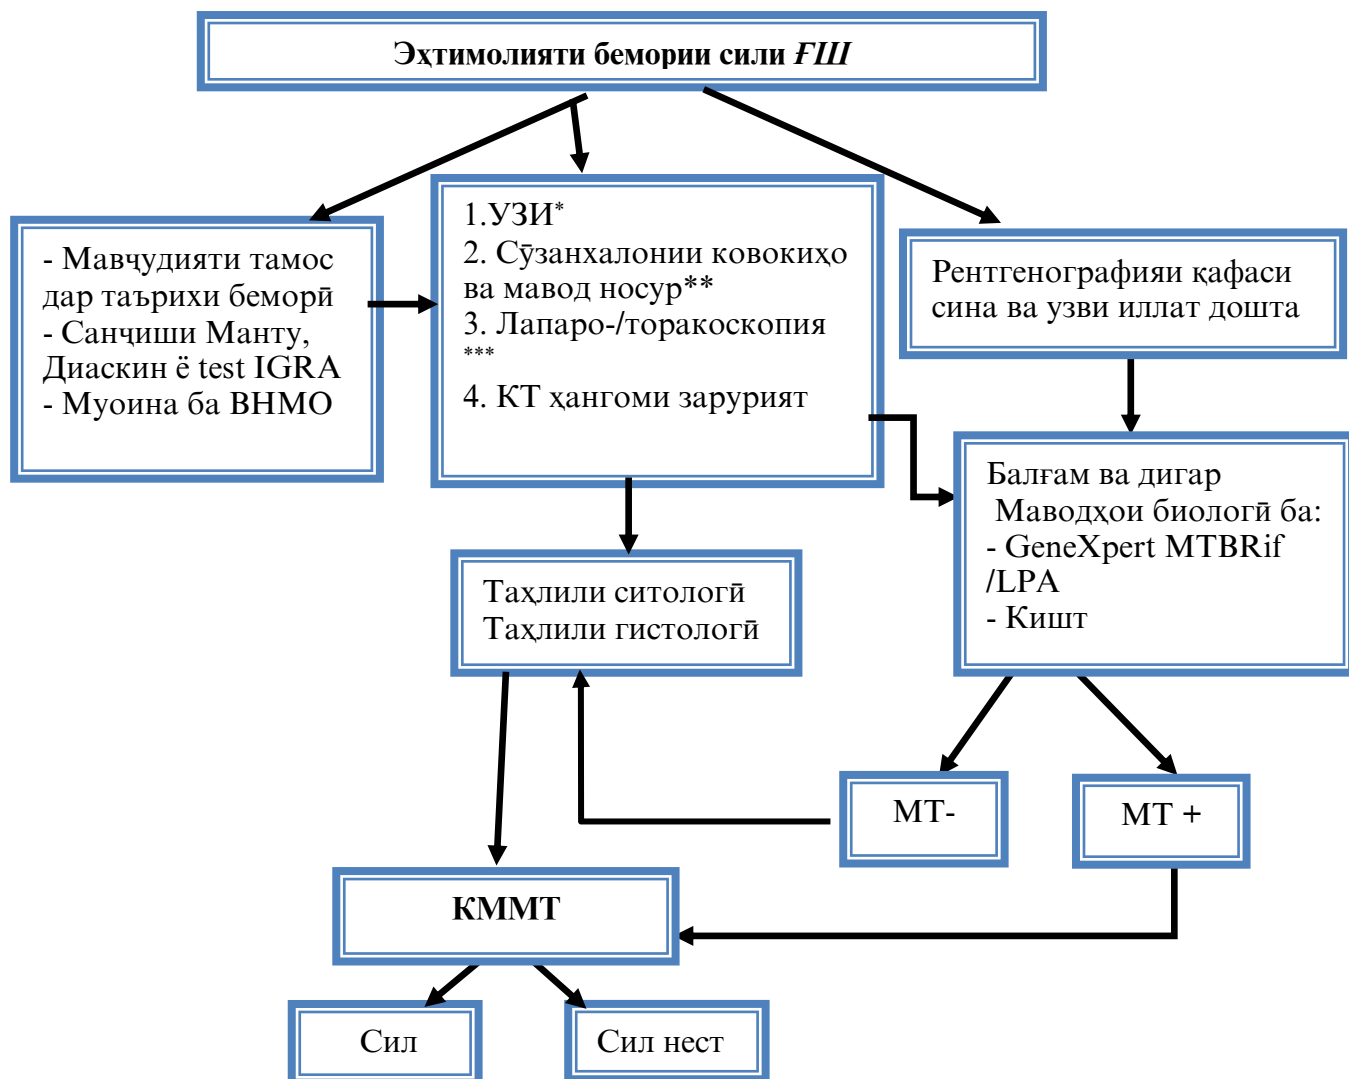 Эҳтимолияти бемории сили ҒШ
- Мавҷудияти тамос
дар таърихи беморӣ
- Санҷиши Манту,
Диаскин ё test IGRA
- Муоина ба ВНМО
1.УЗИ*
2. Сӯзанхалонии ковокиҳо
ва мавод носур**
3. Лапаро-/торакоскопия
***
4. КТ ҳангоми зарурият
Рентгенографияи қафаси
сина ва узви иллат дошта
Балғам ва дигар
Маводҳои биологӣ ба:
- GeneXpert MTBRif
/LPA
- Кишт
Таҳлили ситологӣ
Таҳлили гистологӣ
МТ-
МТ +
КММТ
Сил
Сил нест